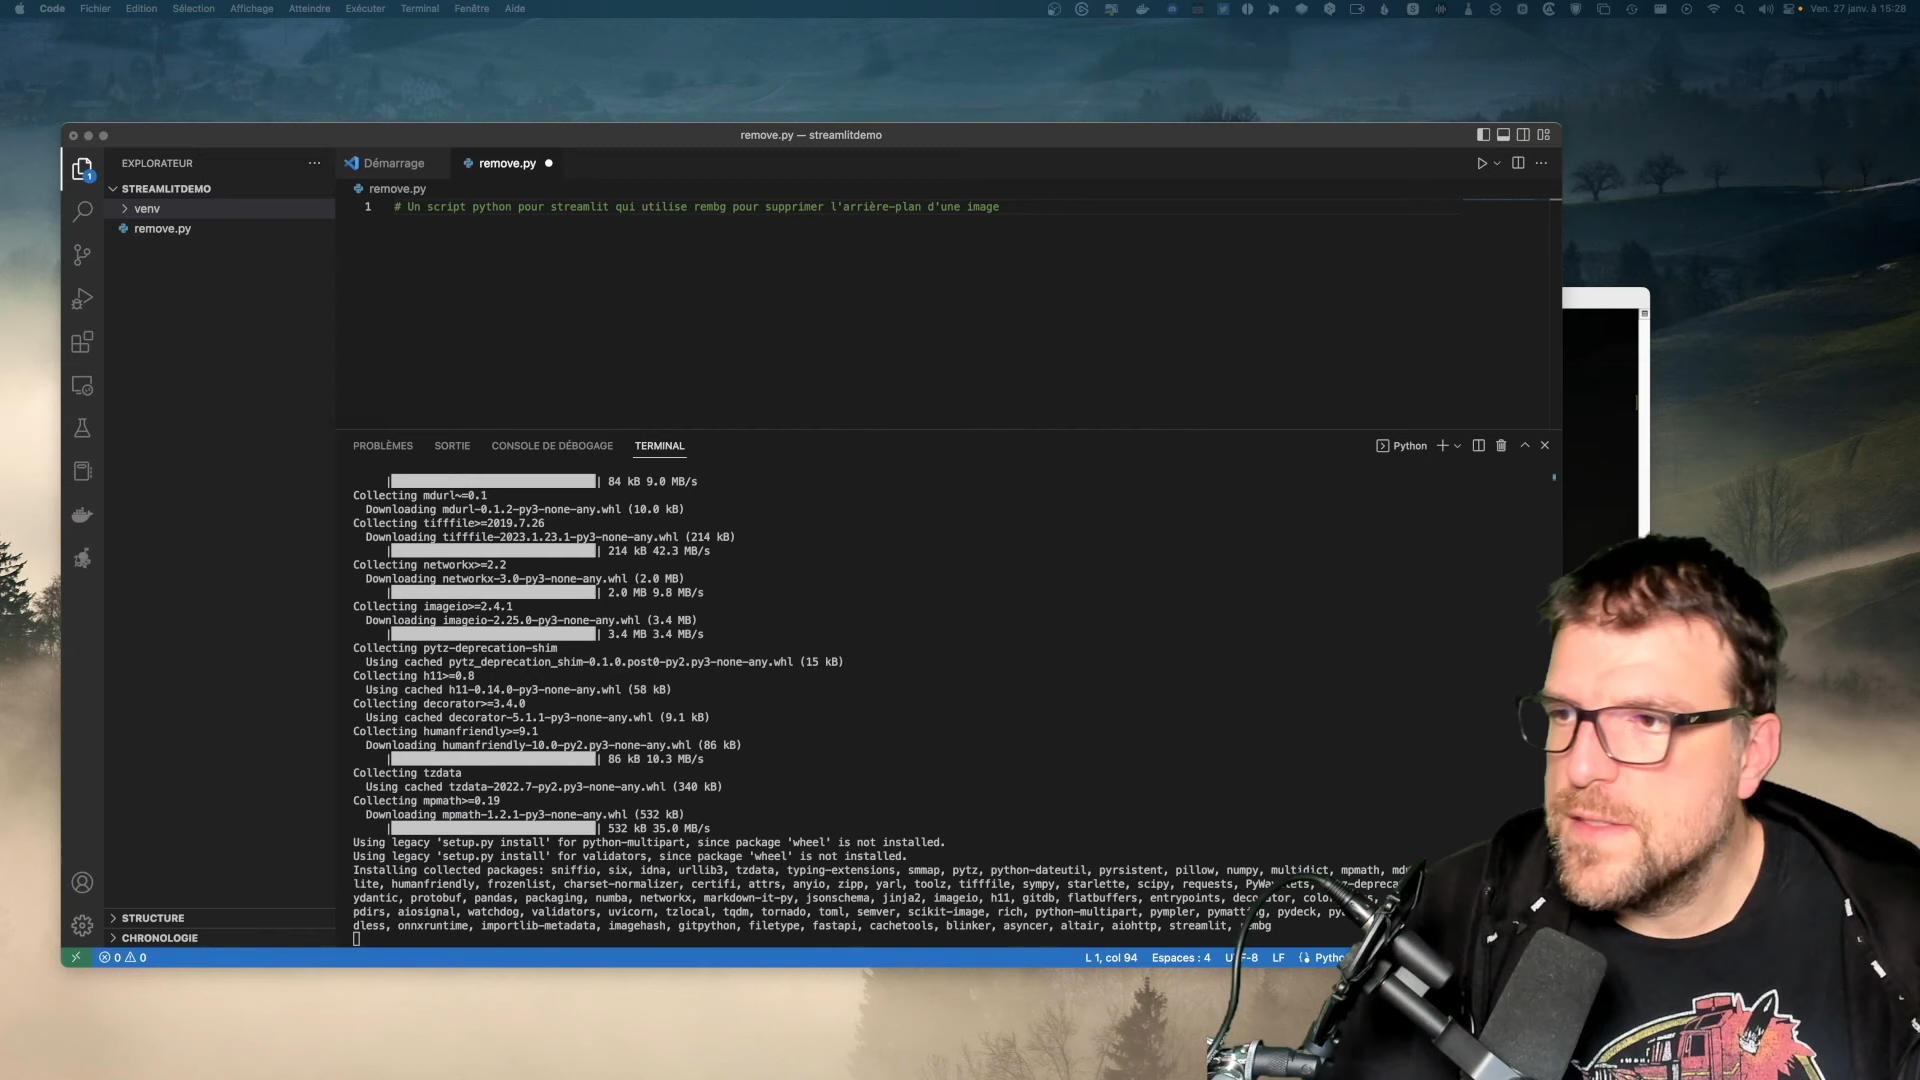 Code Fichier Edition Sélection Affichage Atteindre Exécuter Terminal Fenêtre Aide
Ven. 27 janv. à 15:28
remove.py — streamlitdemo
EXPLORATEUR
Démarrage
remove.py
STREAMLITDEMO
remove.py
1
venv
1 # Un script python pour streamlit qui utilise rembg pour supprimer l'arrière-plan d'une image
remove.py
PROBLÈMES SORTIE CONSOLE DE DÉBOGAGE TERMINAL
Python
| 84 kB 9.0 MB/s
Collecting mdurl~=0.1
Downloading mdurl-0.1.2-py3-none-any.whl (10.0 kB)
Collecting tifffile>=2019.7.26
Downloading tifffile-2023.1.23.1-py3-none-any.whl (214 kB)
| 214 kB 42.3 MB/s
Collecting networkx>=2.2
Downloading networkx-3.0-py3-none-any.whl (2.0 MB)
| 2.0 MB 9.8 MB/s
Collecting imageio>=2.4.1
Downloading imageio-2.25.0-py3-none-any.whl (3.4 MB)
| 3.4 MB 3.4 MB/s
Collecting pytz-deprecation-shim
Using cached pytz_deprecation_shim-0.1.0.post0-py2.py3-none-any.whl (15 kB)
Collecting h11>=0.8
Using cached h11-0.14.0-py3-none-any.whl (58 kB)
Collecting decorator>=3.4.0
Using cached decorator-5.1.1-py3-none-any.whl (9.1 kB)
Collecting humanfriendly>=9.1
Downloading humanfriendly-10.0-py2.py3-none-any.whl (86 kB)
| 86 kB 10.3 MB/s
Collecting tzdata
Using cached tzdata-2022.7-py2.py3-none-any.whl (340 kB)
Collecting mpmath>=0.19
Downloading mpmath-1.2.1-py3-none-any.whl (532 kB)
| 532 kB 35.0 MB/s
Using legacy 'setup.py install' for python-multipart, since package 'wheel' is not installed.
Using legacy 'setup.py install' for validators, since package 'wheel' is not installed.
Installing collected packages: sniffio, six, idna, urllib3, tzdata, typing-extensions, smmap, pytz, python-dateutil, pyrsistent, pillow, numpy, multidict, mpmath,
lite, humanfriendly, frozenlist, charset-normalizer, certifi, attrs, anyio, zipp, yarl, toolz, tifffile, sympy, starlette, scipy, requests,
ydantic, protobuf, pandas, packaging, numba, networkx, markdown-it-py, jsonschema, jinja2, imageio, h11, gitdb, flatbuffers, entrypoints,
pdirs, aiosignal, watchdog, validators, uvicorn, tzlocal, tqdm, tornado, toml, semver, scikit-image, rich, python-multipart, pympler, pymatting, pydeck,
dless, onnxruntime, importlib-metadata, imagehash, gitpython, filetype, fastapi, cachetools, blinker, asyncer, altair, aiohttp, streamlit,
STRUCTURE
CHRONOLOGIE
0 0
L 1, col 94 Espaces : 4 LF